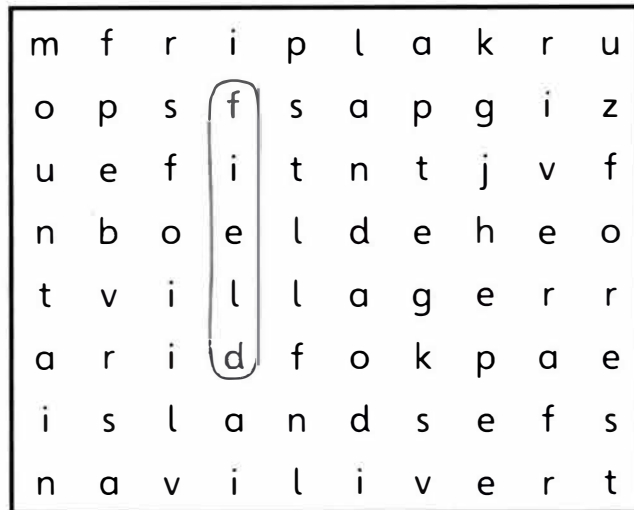 m f r i p l a k r u
o p s f s a p g i z
u e f i t n t j v f
n b o e l d e h e o
t v i l l a g e r r
a r i d f o k p a e
i s l a n d s e f s
n a v i l i v e r t